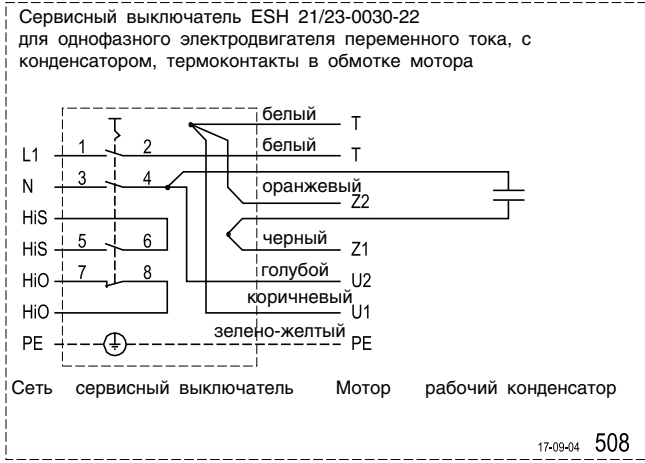 Сервисный выключатель ESH 21/23-0030-22
для однофазного электродвигателя переменного тока, с
конденсатором, термоконтакты в обмотке мотора
белый T
L1 1 2 белый T
N 3 4 оранжевый Z2
HiS
HiS 5 6 черный Z1
HiO 7 8 голубой U2
HiO коричневый U1
PE зелено-желтый PE
Сеть сервисный выключатель Мотор рабочий конденсатор
17-09-04 508